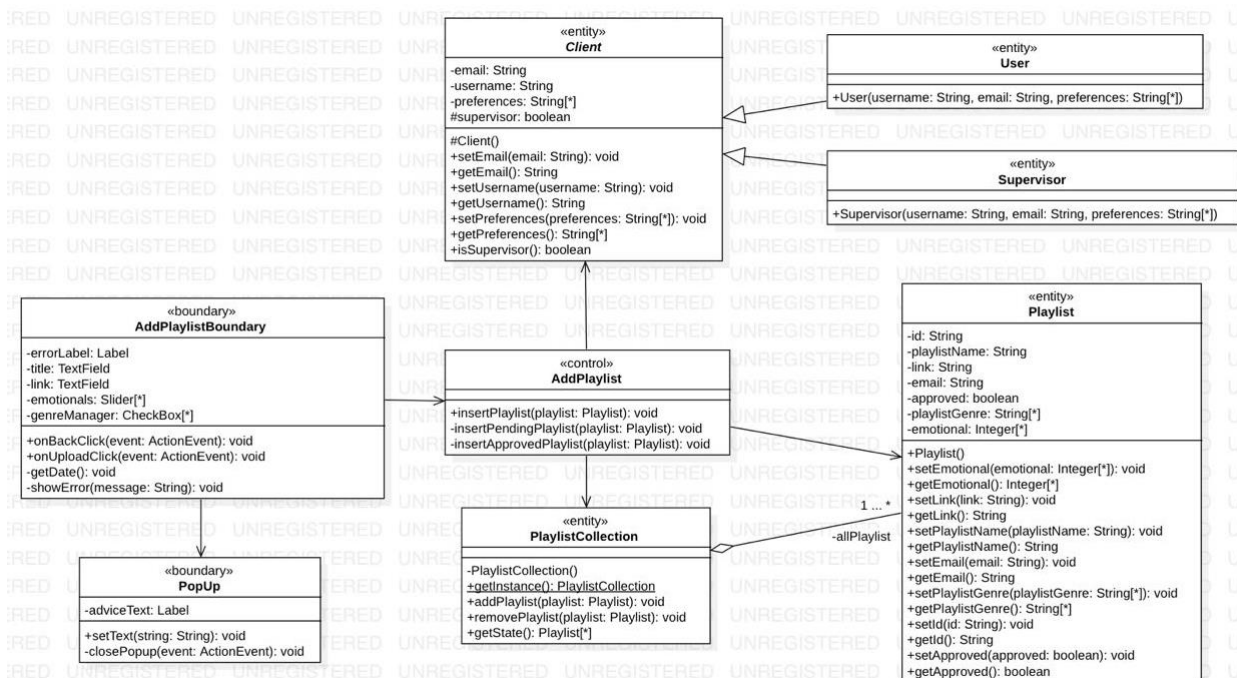 «entity»
Client
-email: String
-username: String
-preferences: String[*]
#supervisor: boolean
#Client()
+setEmail(email: String): void
+getEmail(): String
+setUsername(username: String): void
+getUsername(): String
+setPreferences(preferences: String[*]): void
+getPreferences(): String[*]
+isSupervisor(): boolean
«entity»
User
+User(username: String, email: String, preferences: String[*])
«entity»
Supervisor
+Supervisor(username: String, email: String, preferences: String[*])
«boundary»
AddPlaylistBoundary
-errorLabel: Label
-title: TextField
-link: TextField
-emotionals: Slider[*]
-genreManager: CheckBox[*]
+onBackClick(event: ActionEvent): void
+onUploadClick(event: ActionEvent): void
-getDate(): void
-showError(message: String): void
«control»
AddPlaylist
+insertPlaylist(playlist: Playlist): void
-insertPendingPlaylist(playlist: Playlist): void
-insertApprovedPlaylist(playlist: Playlist): void
«entity»
Playlist
-id: String
-playlistName: String
-link: String
-email: String
-approved: boolean
-playlistGenre: String[*]
-emotional: Integer[*]
+Playlist()
+setEmotional(emotional: Integer[*]): void
+getEmotional(): Integer[*]
+setLink(link: String): void
+getLink(): String
+setPlaylistName(playlistName: String): void
+getPlaylistName(): String
+setEmail(email: String): void
+getEmail(): String
+setPlaylistGenre(playlistGenre: String[*]): void
+getPlaylistGenre(): String[*]
+setId(id: String): void
+getId(): String
+setApproved(approved: boolean): void
+getApproved(): boolean
1 ... *
-allPlaylist
«entity»
PlaylistCollection
-PlaylistCollection()
+getInstance(): PlaylistCollection
+addPlaylist(playlist: Playlist): void
+removePlaylist(playlist: Playlist): void
+getState(): Playlist[*]
«boundary»
PopUp
-adviceText: Label
+setText(string: String): void
-closePopup(event: ActionEvent): void
UNREGISTERED